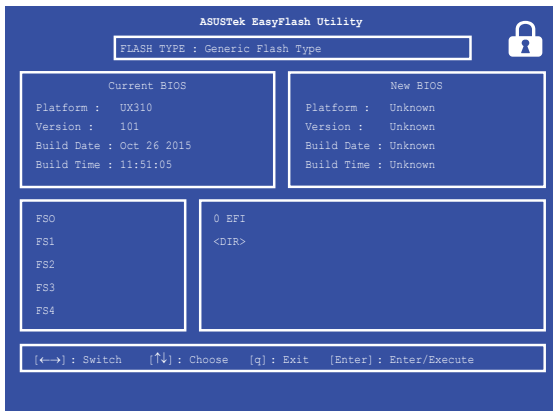 ASUSTek EasyFlash Utility
FLASH TYPE : Generic Flash Type
Current BIOS
Platform : UX310
Version : 101
Build Date : Oct 26 2015
Build Time : 11:51:05
New BIOS
Platform : Unknown
Version : Unknown
Build Date : Unknown
Build Time : Unknown
FSO
FS1
FS2
FS3
FS4
0 EFI
<DIR>
[←→] : Switch [↑↓] : Choose [q] : Exit [Enter] : Enter/Execute